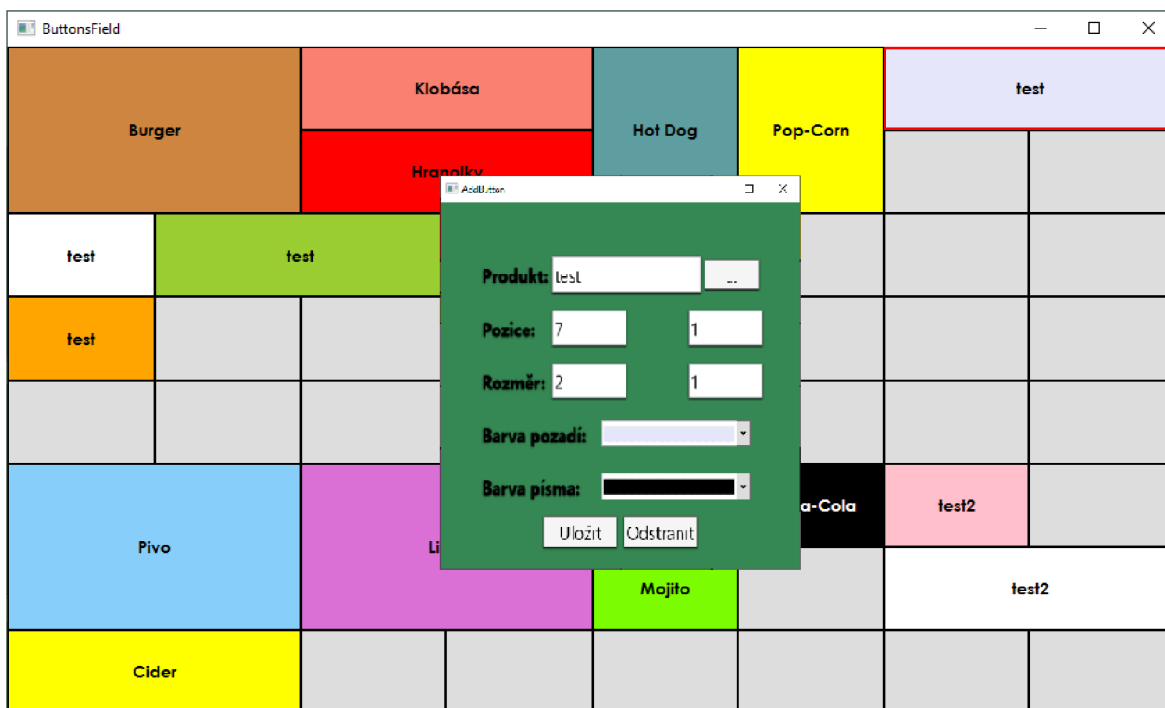 ButtonsField
Burger
Klobása
Hot Dog
Pop-Corn
test
Hranolky
test
test
test
AddButton
Produkt: test ...
Pozice: 7 1
Rozměr: 2 1
Barva pozadí:
Barva písma:
Uložit Odstranit
Pivo
Li
a-Cola
test2
Mojito
test2
Cider